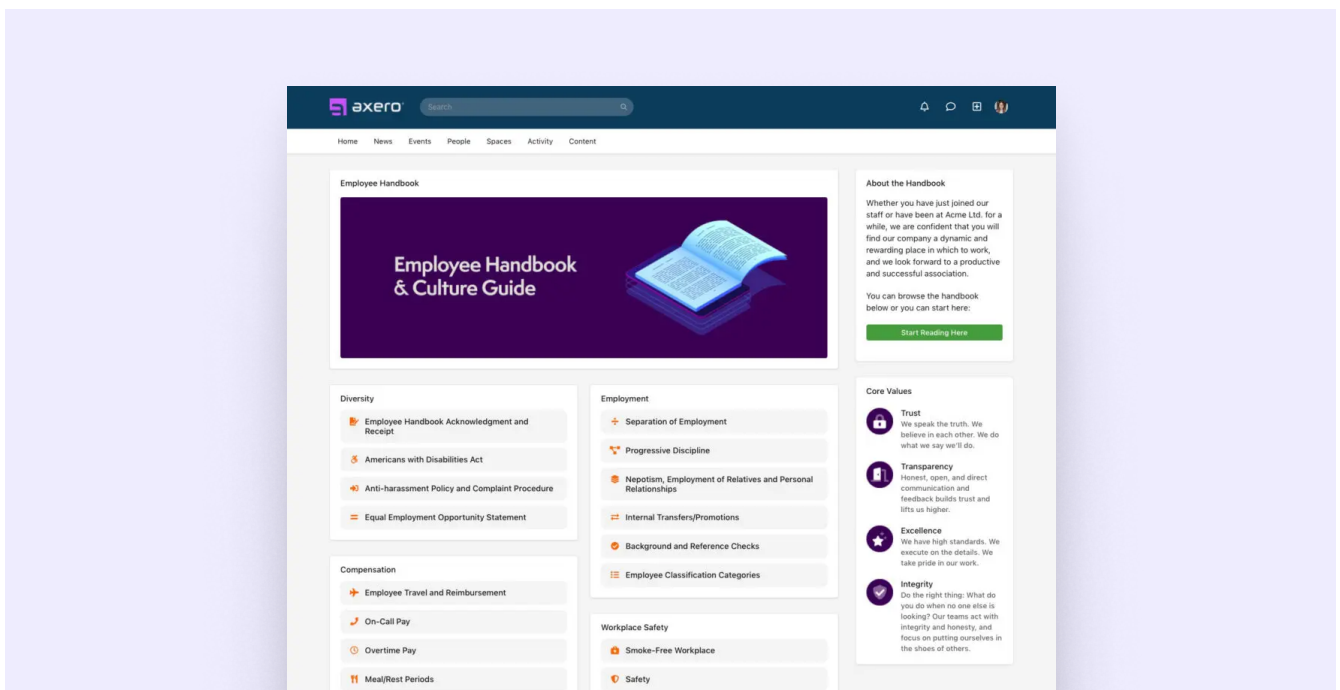 axero
Search
Home News Events People Spaces Activity Content
Employee Handbook
Employee Handbook
& Culture Guide
About the Handbook
Whether you have just joined our
staff or have been at Acme Ltd. for a
while, we are confident that you will
find our company a dynamic and
rewarding place in which to work,
and we look forward to a productive
and successful association.
You can browse the handbook
below or you can start here:
Start Reading Here
Diversity
Employee Handbook Acknowledgment and
Receipt
Americans with Disabilities Act
Anti-harassment Policy and Complaint Procedure
Equal Employment Opportunity Statement
Compensation
Employee Travel and Reimbursement
On-Call Pay
Overtime Pay
Meal/Rest Periods
Employment
Separation of Employment
Progressive Discipline
Nepotism, Employment of Relatives and Personal
Relationships
Internal Transfers/Promotions
Background and Reference Checks
Employee Classification Categories
Workplace Safety
Smoke-Free Workplace
Safety
Core Values
Trust
We speak the truth. We
believe in each other. We do
what we say we'll do.
Transparency
Honest, open, and direct
communication and
feedback builds trust and
lifts us higher.
Excellence
We have high standards. We
execute on the details. We
take pride in our work.
Integrity
Do the right thing: What do
you do when no one else is
looking? Our teams act with
integrity and honesty, and
focus on putting ourselves in
the shoes of others.